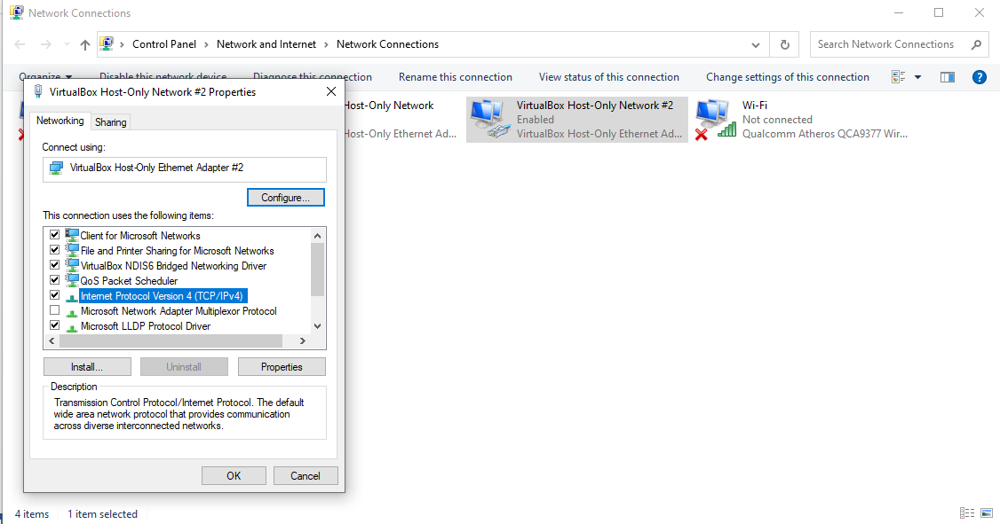 Network Connections
Control Panel > Network and Internet > Network Connections
Search Network Connections
Organize
Disable this network device
Diagnose this connection
Rename this connection
View status of this connection
Change settings of this connection
VirtualBox Host-Only Network #2 Properties
Networking
Sharing
Connect using:
VirtualBox Host-Only Ethernet Adapter #2
Configure...
This connection uses the following items:
Client for Microsoft Networks
File and Printer Sharing for Microsoft Networks
VirtualBox NDIS6 Bridged Networking Driver
QoS Packet Scheduler
Internet Protocol Version 4 (TCP/IPv4)
Microsoft Network Adapter Multiplexor Protocol
Microsoft LLDP Protocol Driver
Install...
Uninstall
Properties
Description
Transmission Control Protocol/Internet Protocol. The default
wide area network protocol that provides communication
across diverse interconnected networks.
OK
Cancel
Host-Only Network
Host-Only Ethernet Ad...
VirtualBox Host-Only Network #2
Enabled
VirtualBox Host-Only Ethernet Ad...
Wi-Fi
Not connected
Qualcomm Atheros QCA9377 Wir...
4 items
1 item selected